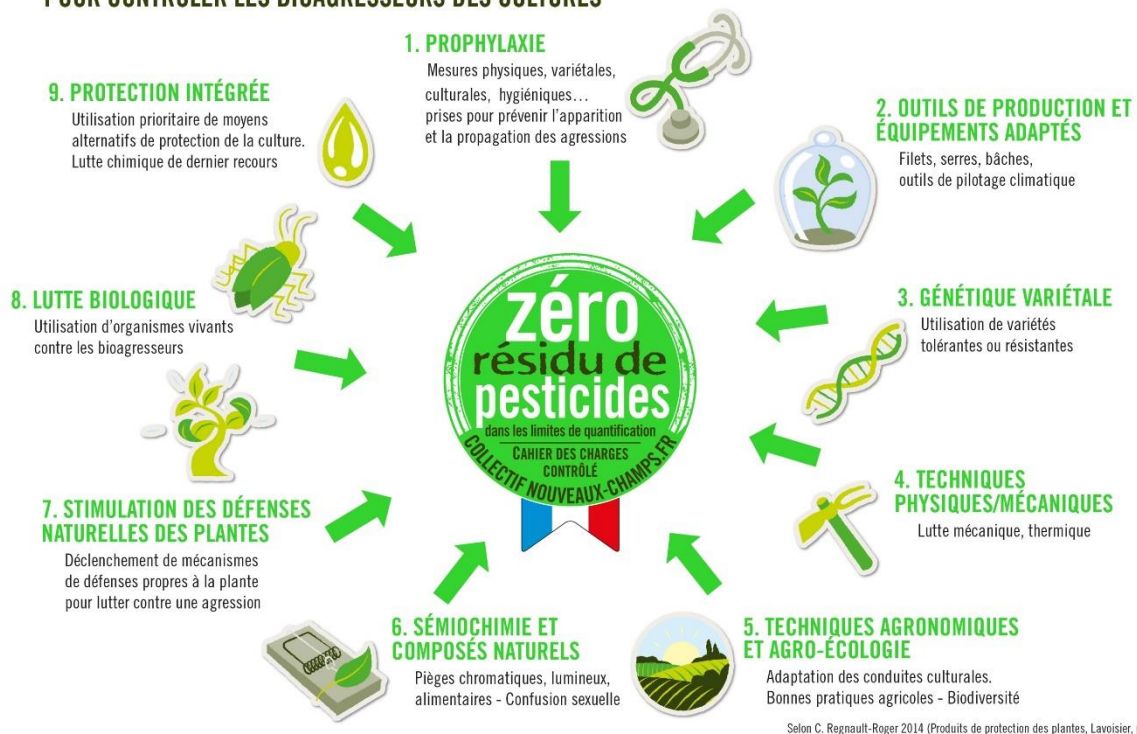 POUR CONTRÔLER LES BIOAGRESSEURS DES CULTURES
1. PROPHYLAXIE
Mesures physiques, variétales,
culturales, hygiéniques...
prises pour prévenir l'apparition
et la propagation des agressions
2. OUTILS DE PRODUCTION ET
ÉQUIPEMENTS ADAPTÉS
Filets, serres, bâches,
outils de pilotage climatique
3. GÉNÉTIQUE VARIÉTALE
Utilisation de variétés
tolérantes ou résistantes
4. TECHNIQUES
PHYSIQUES/MÉCANIQUES
Lutte mécanique, thermique
5. TECHNIQUES AGRONOMIQUES
ET AGRO-ÉCOLOGIE
Adaptation des conduites culturales.
Bonnes pratiques agricoles - Biodiversité
6. SÉMIOCHIMIE ET
COMPOSÉS NATURELS
Pièges chromatiques, lumineux,
alimentaires - Confusion sexuelle
7. STIMULATION DES DÉFENSES
NATURELLES DES PLANTES
Déclenchement de mécanismes
de défenses propres à la plante
pour lutter contre une agression
8. LUTTE BIOLOGIQUE
Utilisation d'organismes vivants
contre les bioagresseurs
9. PROTECTION INTÉGRÉE
Utilisation prioritaire de moyens
alternatifs de protection de la culture.
Lutte chimique de dernier recours
zéro
résidu de
pesticides
dans les limites de quantification
CAHIER DES CHARGES
CONTRÔLÉ
COLLECTIF NOUVEAUX-CHAMPS.FR
Selon C. Regnault-Roger 2014 (Produits de protection des plantes, Lavoisier,